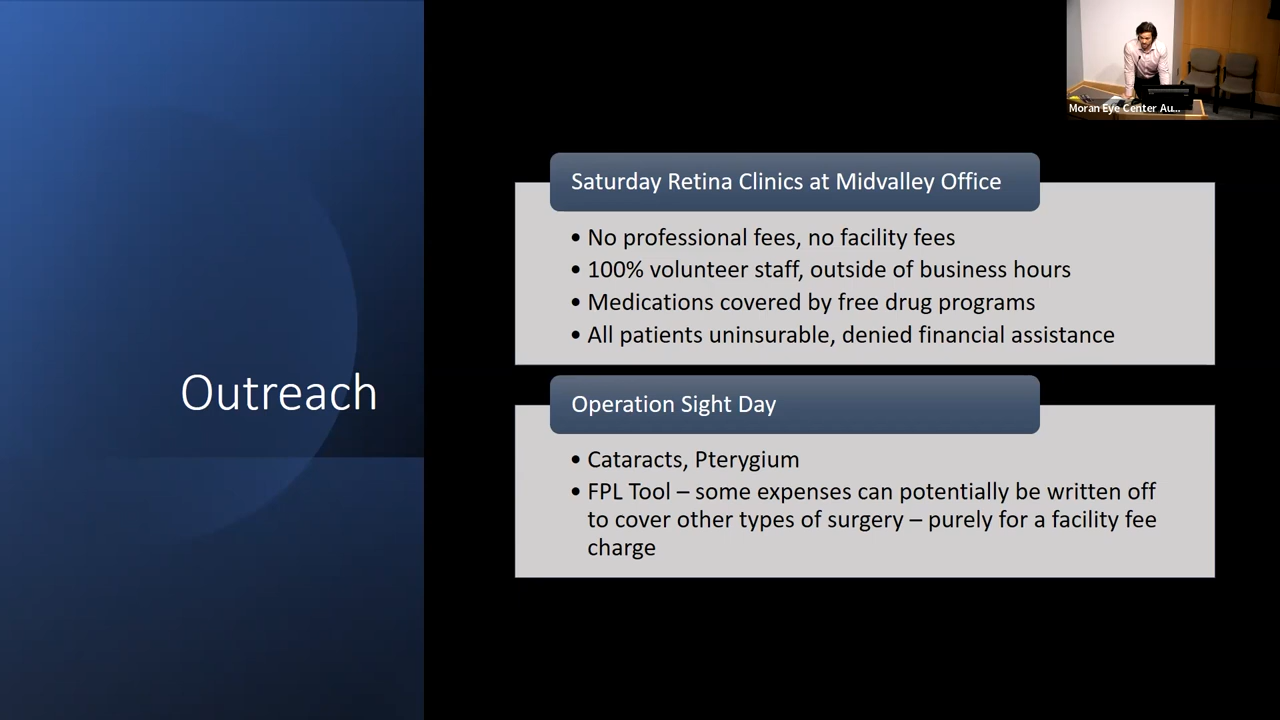 Moran Eye Center Au...
Saturday Retina Clinics at Midvalley Office
• No professional fees, no facility fees
• 100% volunteer staff, outside of business hours
• Medications covered by free drug programs
• All patients uninsurable, denied financial assistance
Outreach
Operation Sight Day
• Cataracts, Pterygium
• FPL Tool – some expenses can potentially be written off
to cover other types of surgery – purely for a facility fee
charge